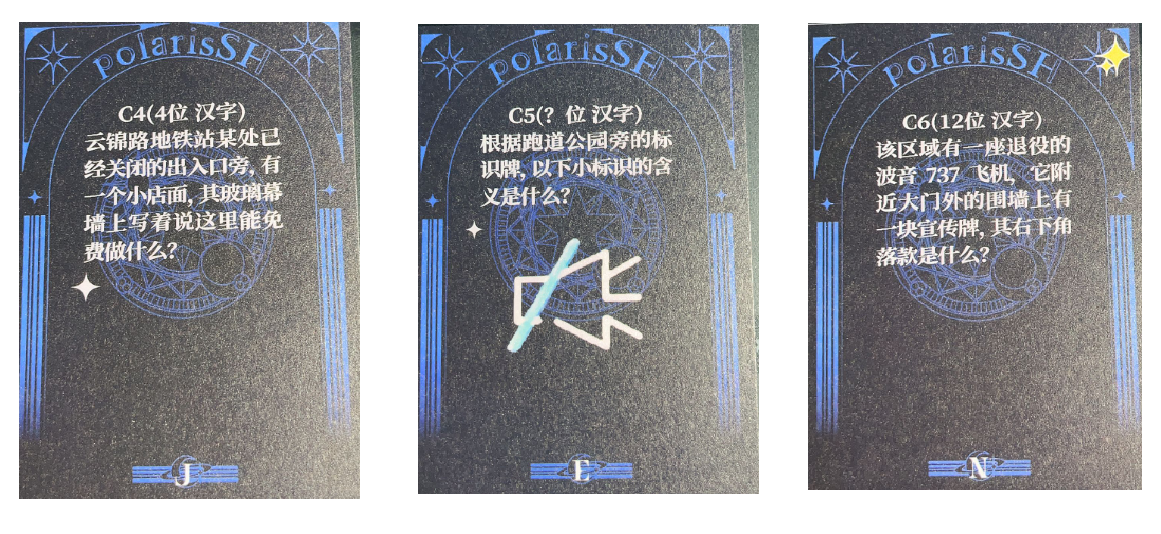 polarisSH
C4(4位 汉字)
云锦路地铁站某处已
经关闭的出入口旁, 有
一个小店面, 其玻璃幕
墙上写着说这里能免
费做什么?
J
polarisSH
C5(? 位 汉字)
根据跑道公园旁的标
识牌, 以下小标识的含
义是什么?
E
polarisSH
C6(12位 汉字)
该区域有一座退役的
波音 737 飞机, 它附
近大门外的围墙上有
一块宣传牌, 其右下角
落款是什么?
N